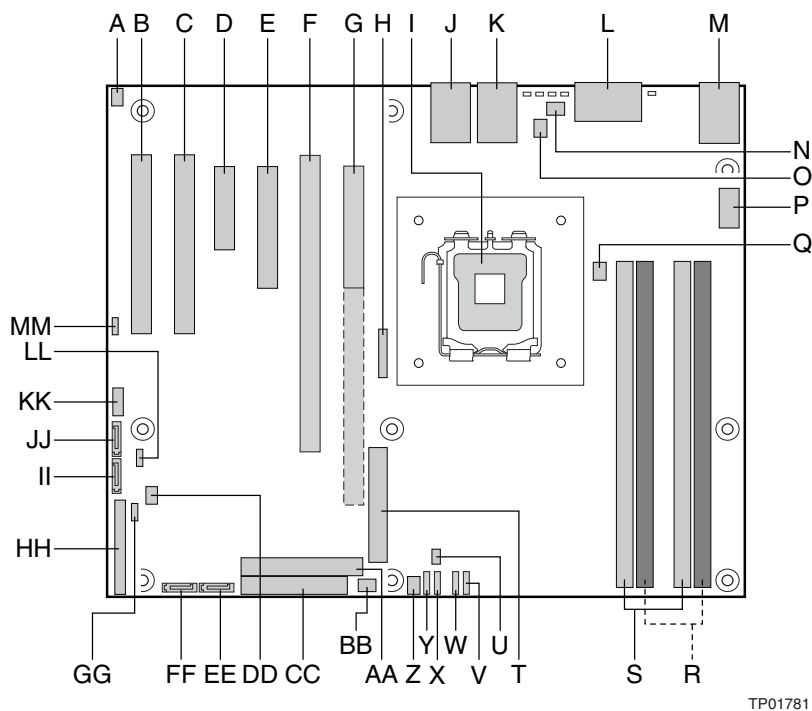 A B C D E F G H I J K L M
N
O
P
Q
MM
LL
KK
JJ
II
HH
GG FF EE DD CC BB AA Z Y X W V U T S R
TP01781